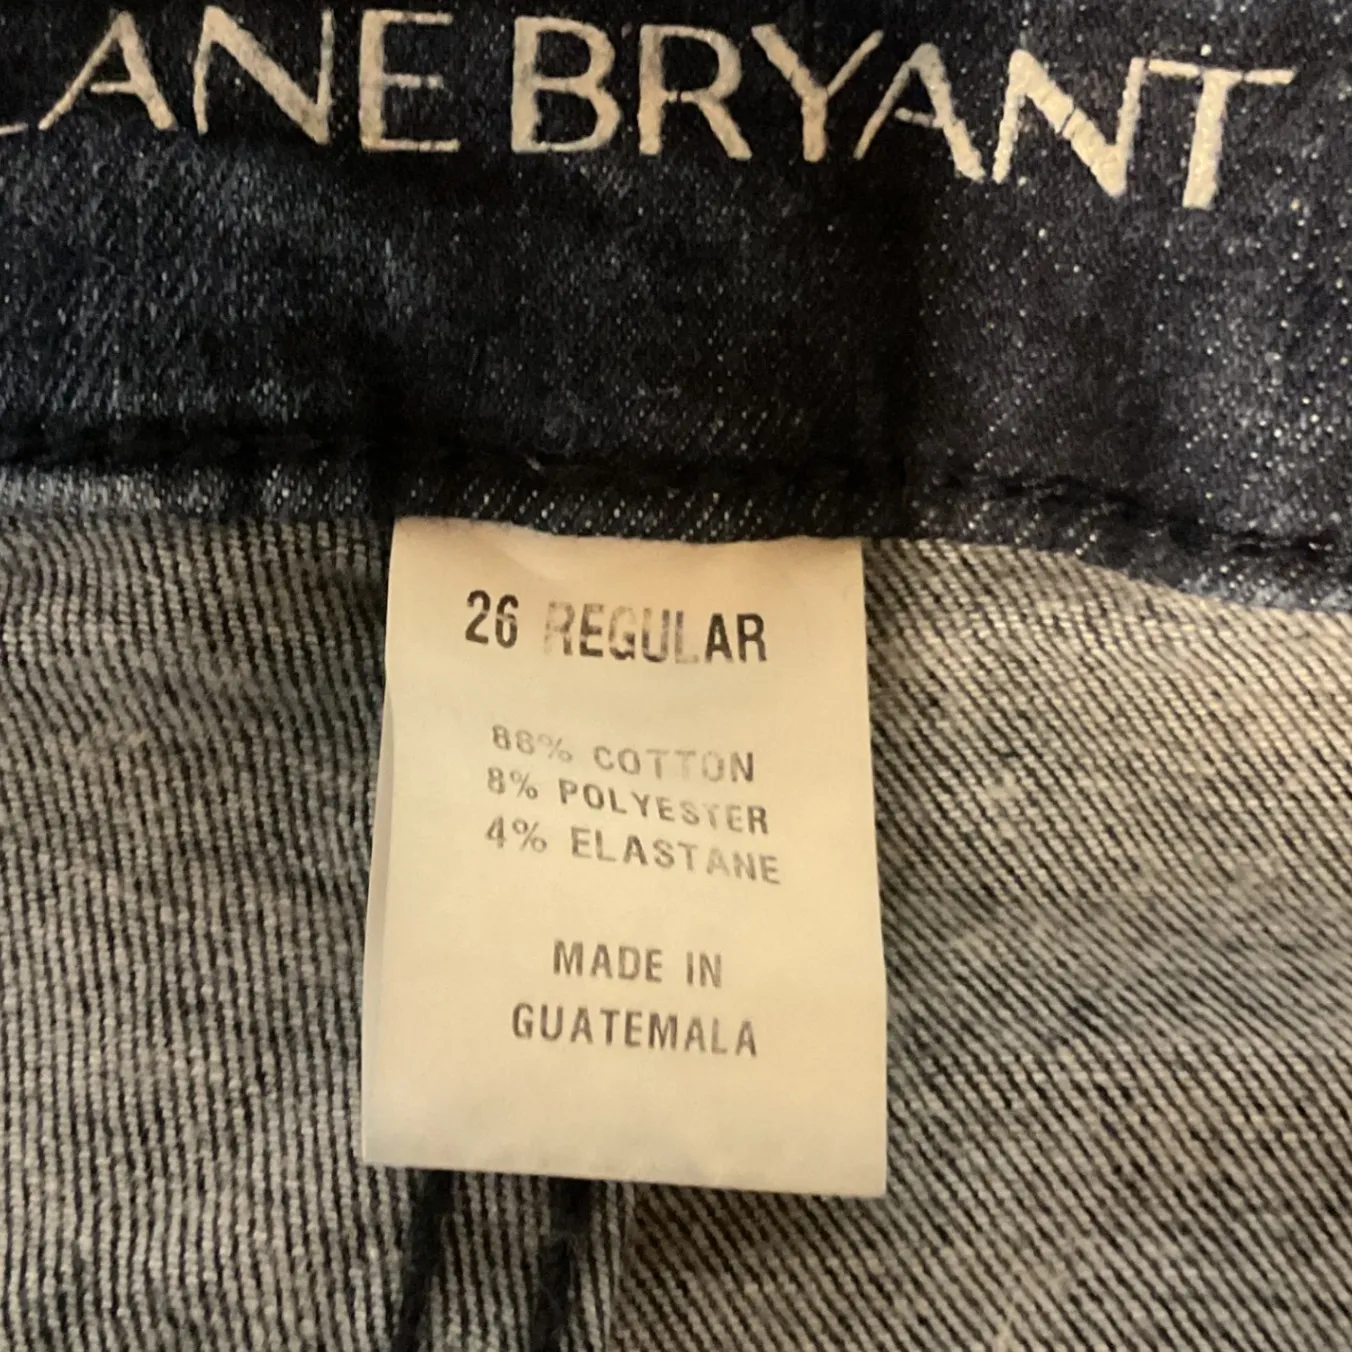 LANE BRYANT
26 REGULAR
88% COTTON
8% POLYESTER
4% ELASTANE
MADE IN
GUATEMALA